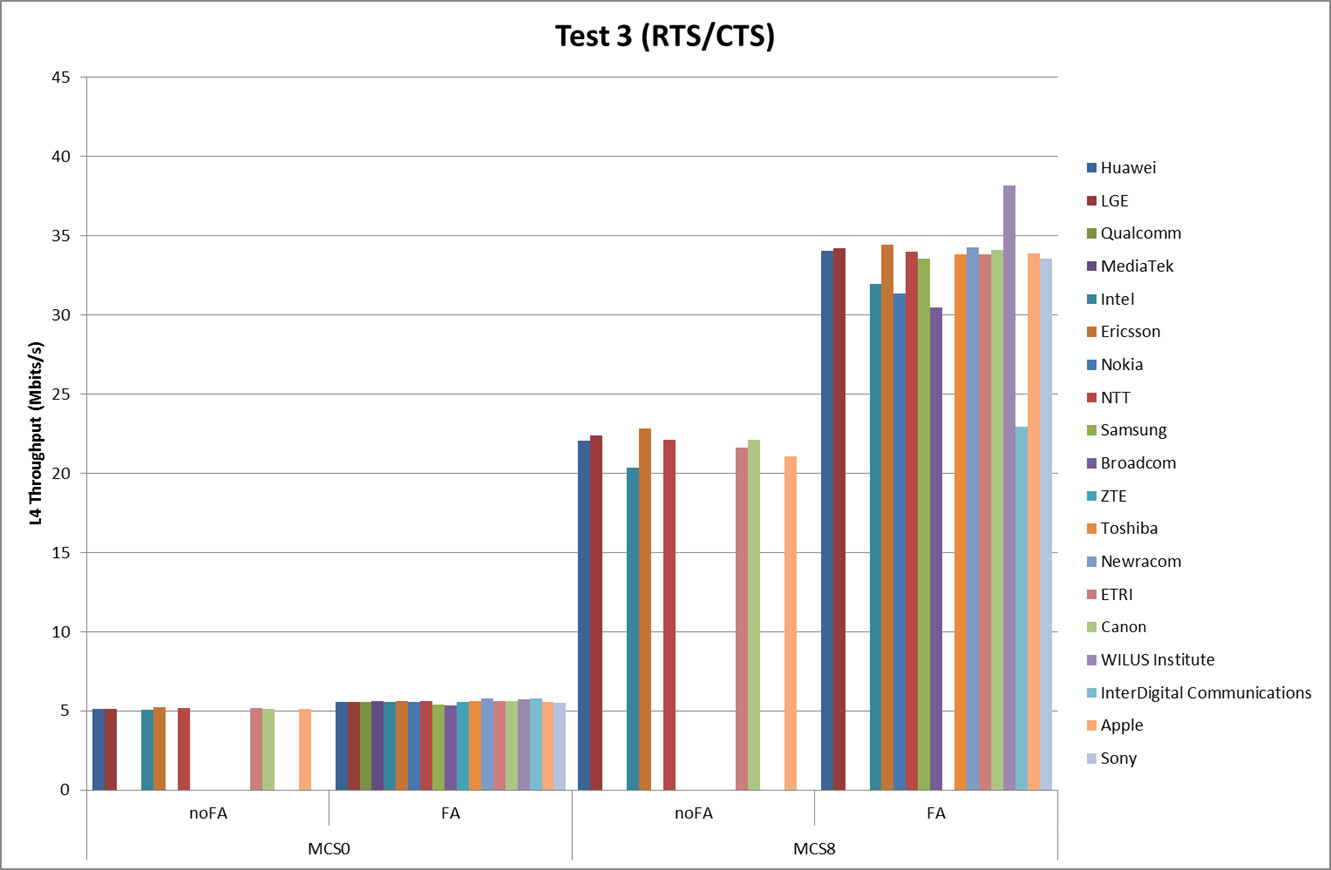 Test 3 (RTS/CTS)
L4 Throughput (Mbits/s)
45
40
35
30
25
20
15
10
5
0
noFA
FA
noFA
FA
MCS0
MCS8
Huawei
LGE
Qualcomm
MediaTek
Intel
Ericsson
Nokia
NTT
Samsung
Broadcom
ZTE
Toshiba
Newracom
ETRI
Canon
WILUS Institute
InterDigital Communications
Apple
Sony